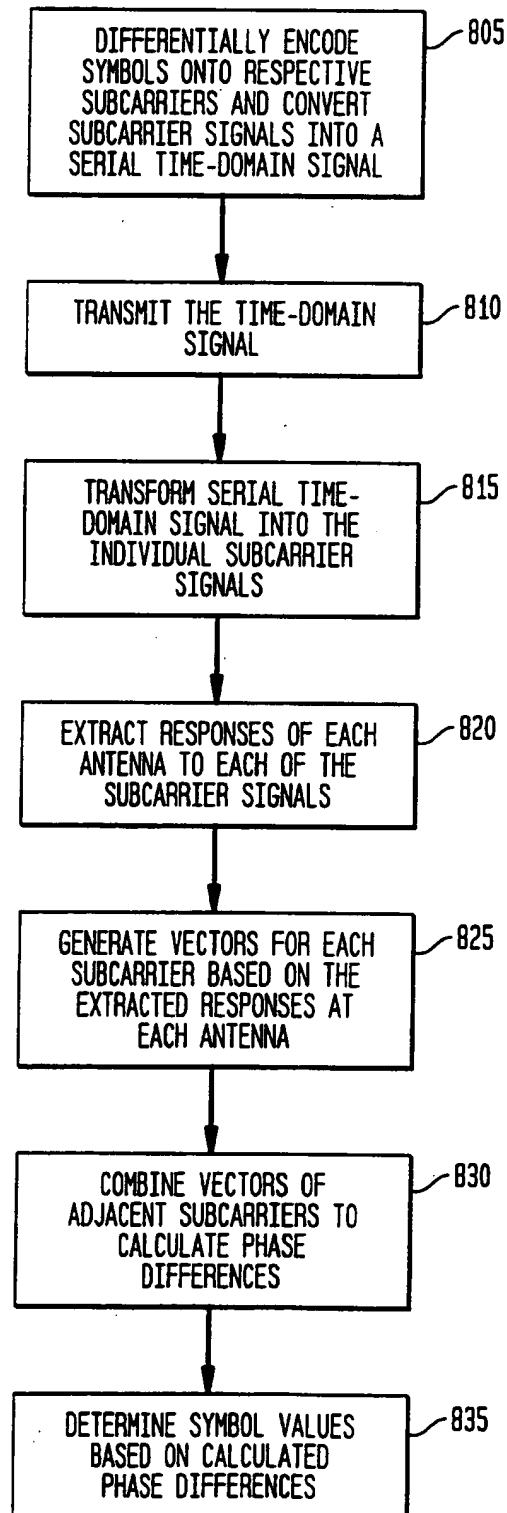 DIFFERENTIALLY ENCODE
SYMBOLS ONTO RESPECTIVE
SUBCARRIERS AND CONVERT
SUBCARRIER SIGNALS INTO A
SERIAL TIME-DOMAIN SIGNAL
805
TRANSMIT THE TIME-DOMAIN
SIGNAL
810
TRANSFORM SERIAL TIME-
DOMAIN SIGNAL INTO THE
INDIVIDUAL SUBCARRIER
SIGNALS
815
EXTRACT RESPONSES OF EACH
ANTENNA TO EACH OF THE
SUBCARRIER SIGNALS
820
GENERATE VECTORS FOR EACH
SUBCARRIER BASED ON THE
EXTRACTED RESPONSES AT
EACH ANTENNA
825
COMBINE VECTORS OF
ADJACENT SUBCARRIERS TO
CALCULATE PHASE
DIFFERENCES
830
DETERMINE SYMBOL VALUES
BASED ON CALCULATED
PHASE DIFFERENCES
835